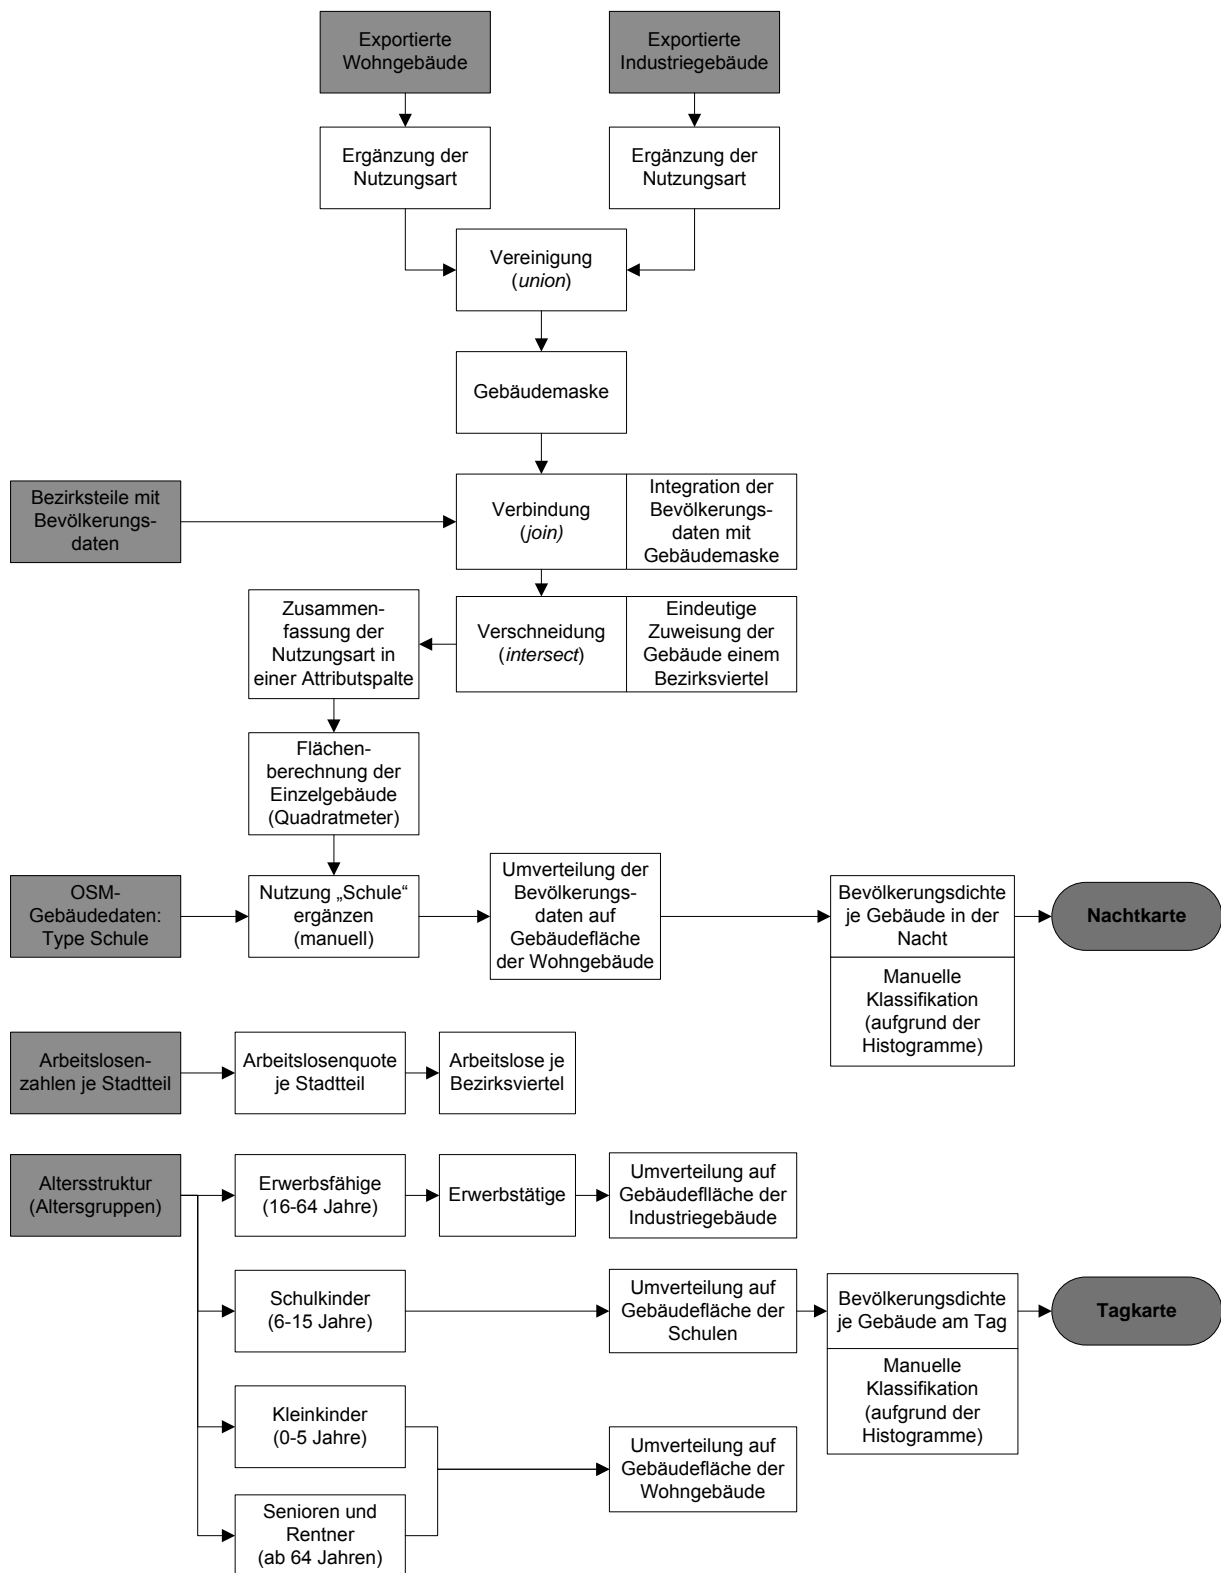 Exportierte
Wohngebäude
Exportierte
Industriegebäude
Ergänzung der
Nutzungsart
Ergänzung der
Nutzungsart
Vereinigung
(union)
Gebäudemaske
Bezirksteile mit
Bevölkerungs-
daten
Verbindung
(join)
Integration der
Bevölkerungs-
daten mit
Gebäudemaske
Zusammen-
fassung der
Nutzungsart in
einer Attributspalte
Verschneidung
(intersect)
Eindeutige
Zuweisung der
Gebäude einem
Bezirksviertel
Flächen-
berechnung der
Einzelgebäude
(Quadratmeter)
OSM-
Gebäudedaten:
Type Schule
Nutzung „Schule“
ergänzen
(manuell)
Umverteilung der
Bevölkerungs-
daten auf
Gebäudefläche
der Wohngebäude
Bevölkerungsdichte
je Gebäude in der
Nacht
Manuelle
Klassifikation
(aufgrund der
Histogramme)
Nachtkarte
Arbeitslosen-
zahlen je Stadtteil
Arbeitslosenquote
je Stadtteil
Arbeitslose je
Bezirksviertel
Altersstruktur
(Altersgruppen)
Erwerbsfähige
(16-64 Jahre)
Erwerbstätige
Umverteilung auf
Gebäudeflläche der
Industriegebäude
Schulkinder
(6-15 Jahre)
Umverteilung auf
Gebäudefläche der
Schulen
Bevölkerungsdichte
je Gebäude am Tag
Manuelle
Klassifikation
(aufgrund der
Histogramme)
Tagkarte
Kleinkinder
(0-5 Jahre)
Umverteilung auf
Gebäudefläche der
Wohngebäude
Senioren und
Rentner
(ab 64 Jahren)